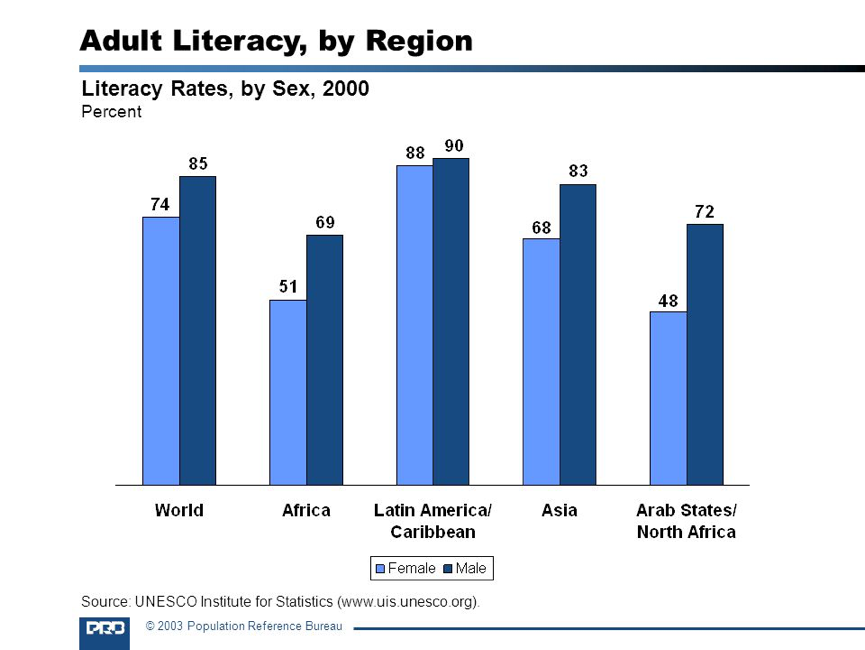 Adult Literacy, by Region
Literacy Rates, by Sex, 2000
Percent
74
85
51
69
88
90
68
83
48
72
World
Africa
Latin America/
Caribbean
Asia
Arab States/
North Africa
Female
Male
Source: UNESCO Institute for Statistics (www.uis.unesco.org).
PRB
© 2003 Population Reference Bureau